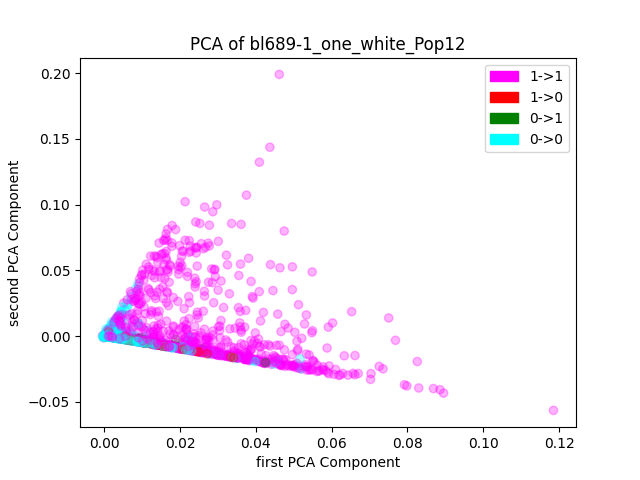 PCA of bl689-1_one_white_Pop12
0.20
0.15
0.10
0.05
0.00
−0.05
second PCA Component
1->1
1->0
0->1
0->0
0.00 0.02 0.04 0.06 0.08 0.10 0.12
first PCA Component